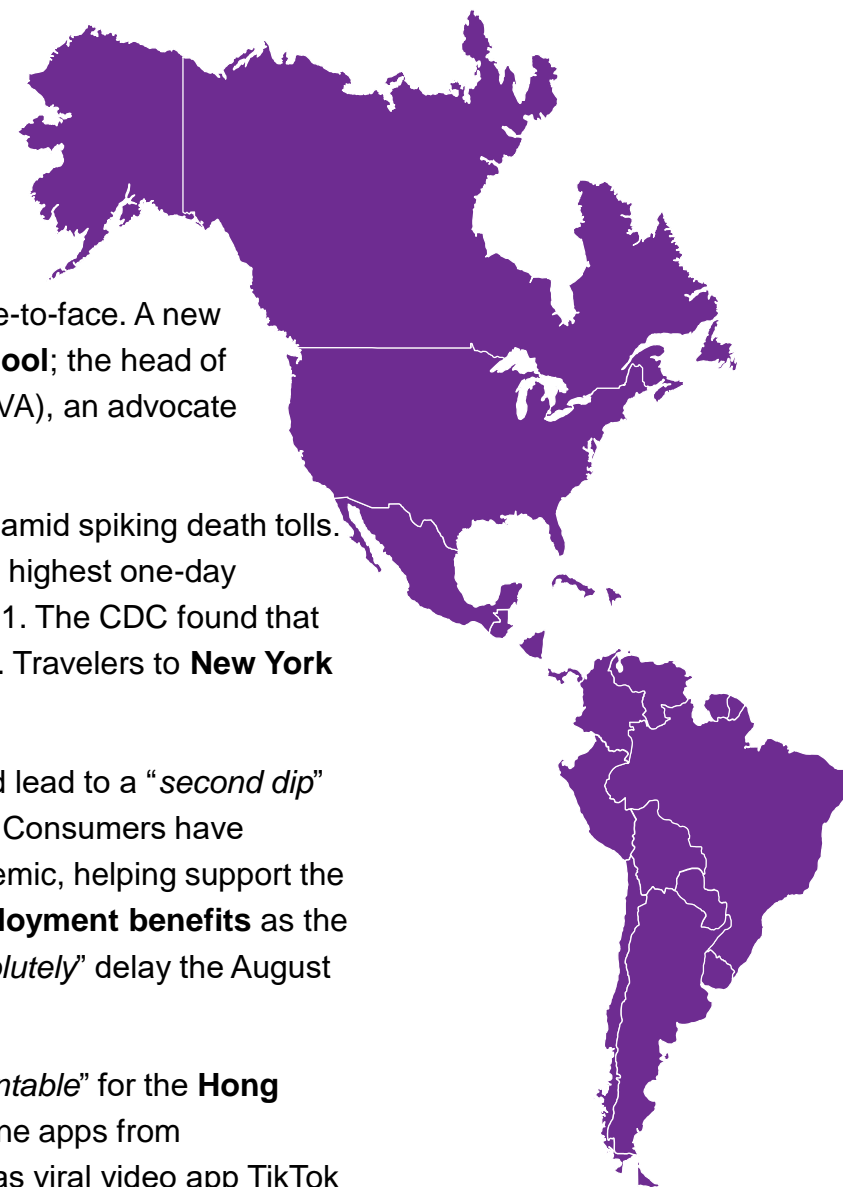 e-to-face. A new
ool; the head of
VA), an advocate
amid spiking death tolls.
highest one-day
1. The CDC found that
. Travelers to New York
d lead to a “second dip”
Consumers have
emic, helping support the
loyment benefits as the
olutely” delay the August
ntable” for the Hong
ne apps from
as viral video app TikTok